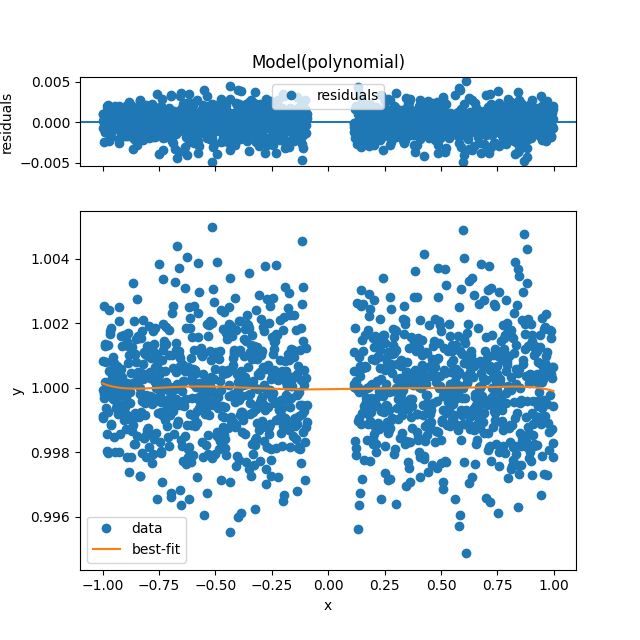 Model(polynomial)
0.005
0.000
−0.005
residuals
residuals
1.004
1.002
1.000
0.998
0.996
y
data
best-fit
−1.00 −0.75 −0.50 −0.25 0.00 0.25 0.50 0.75 1.00
x